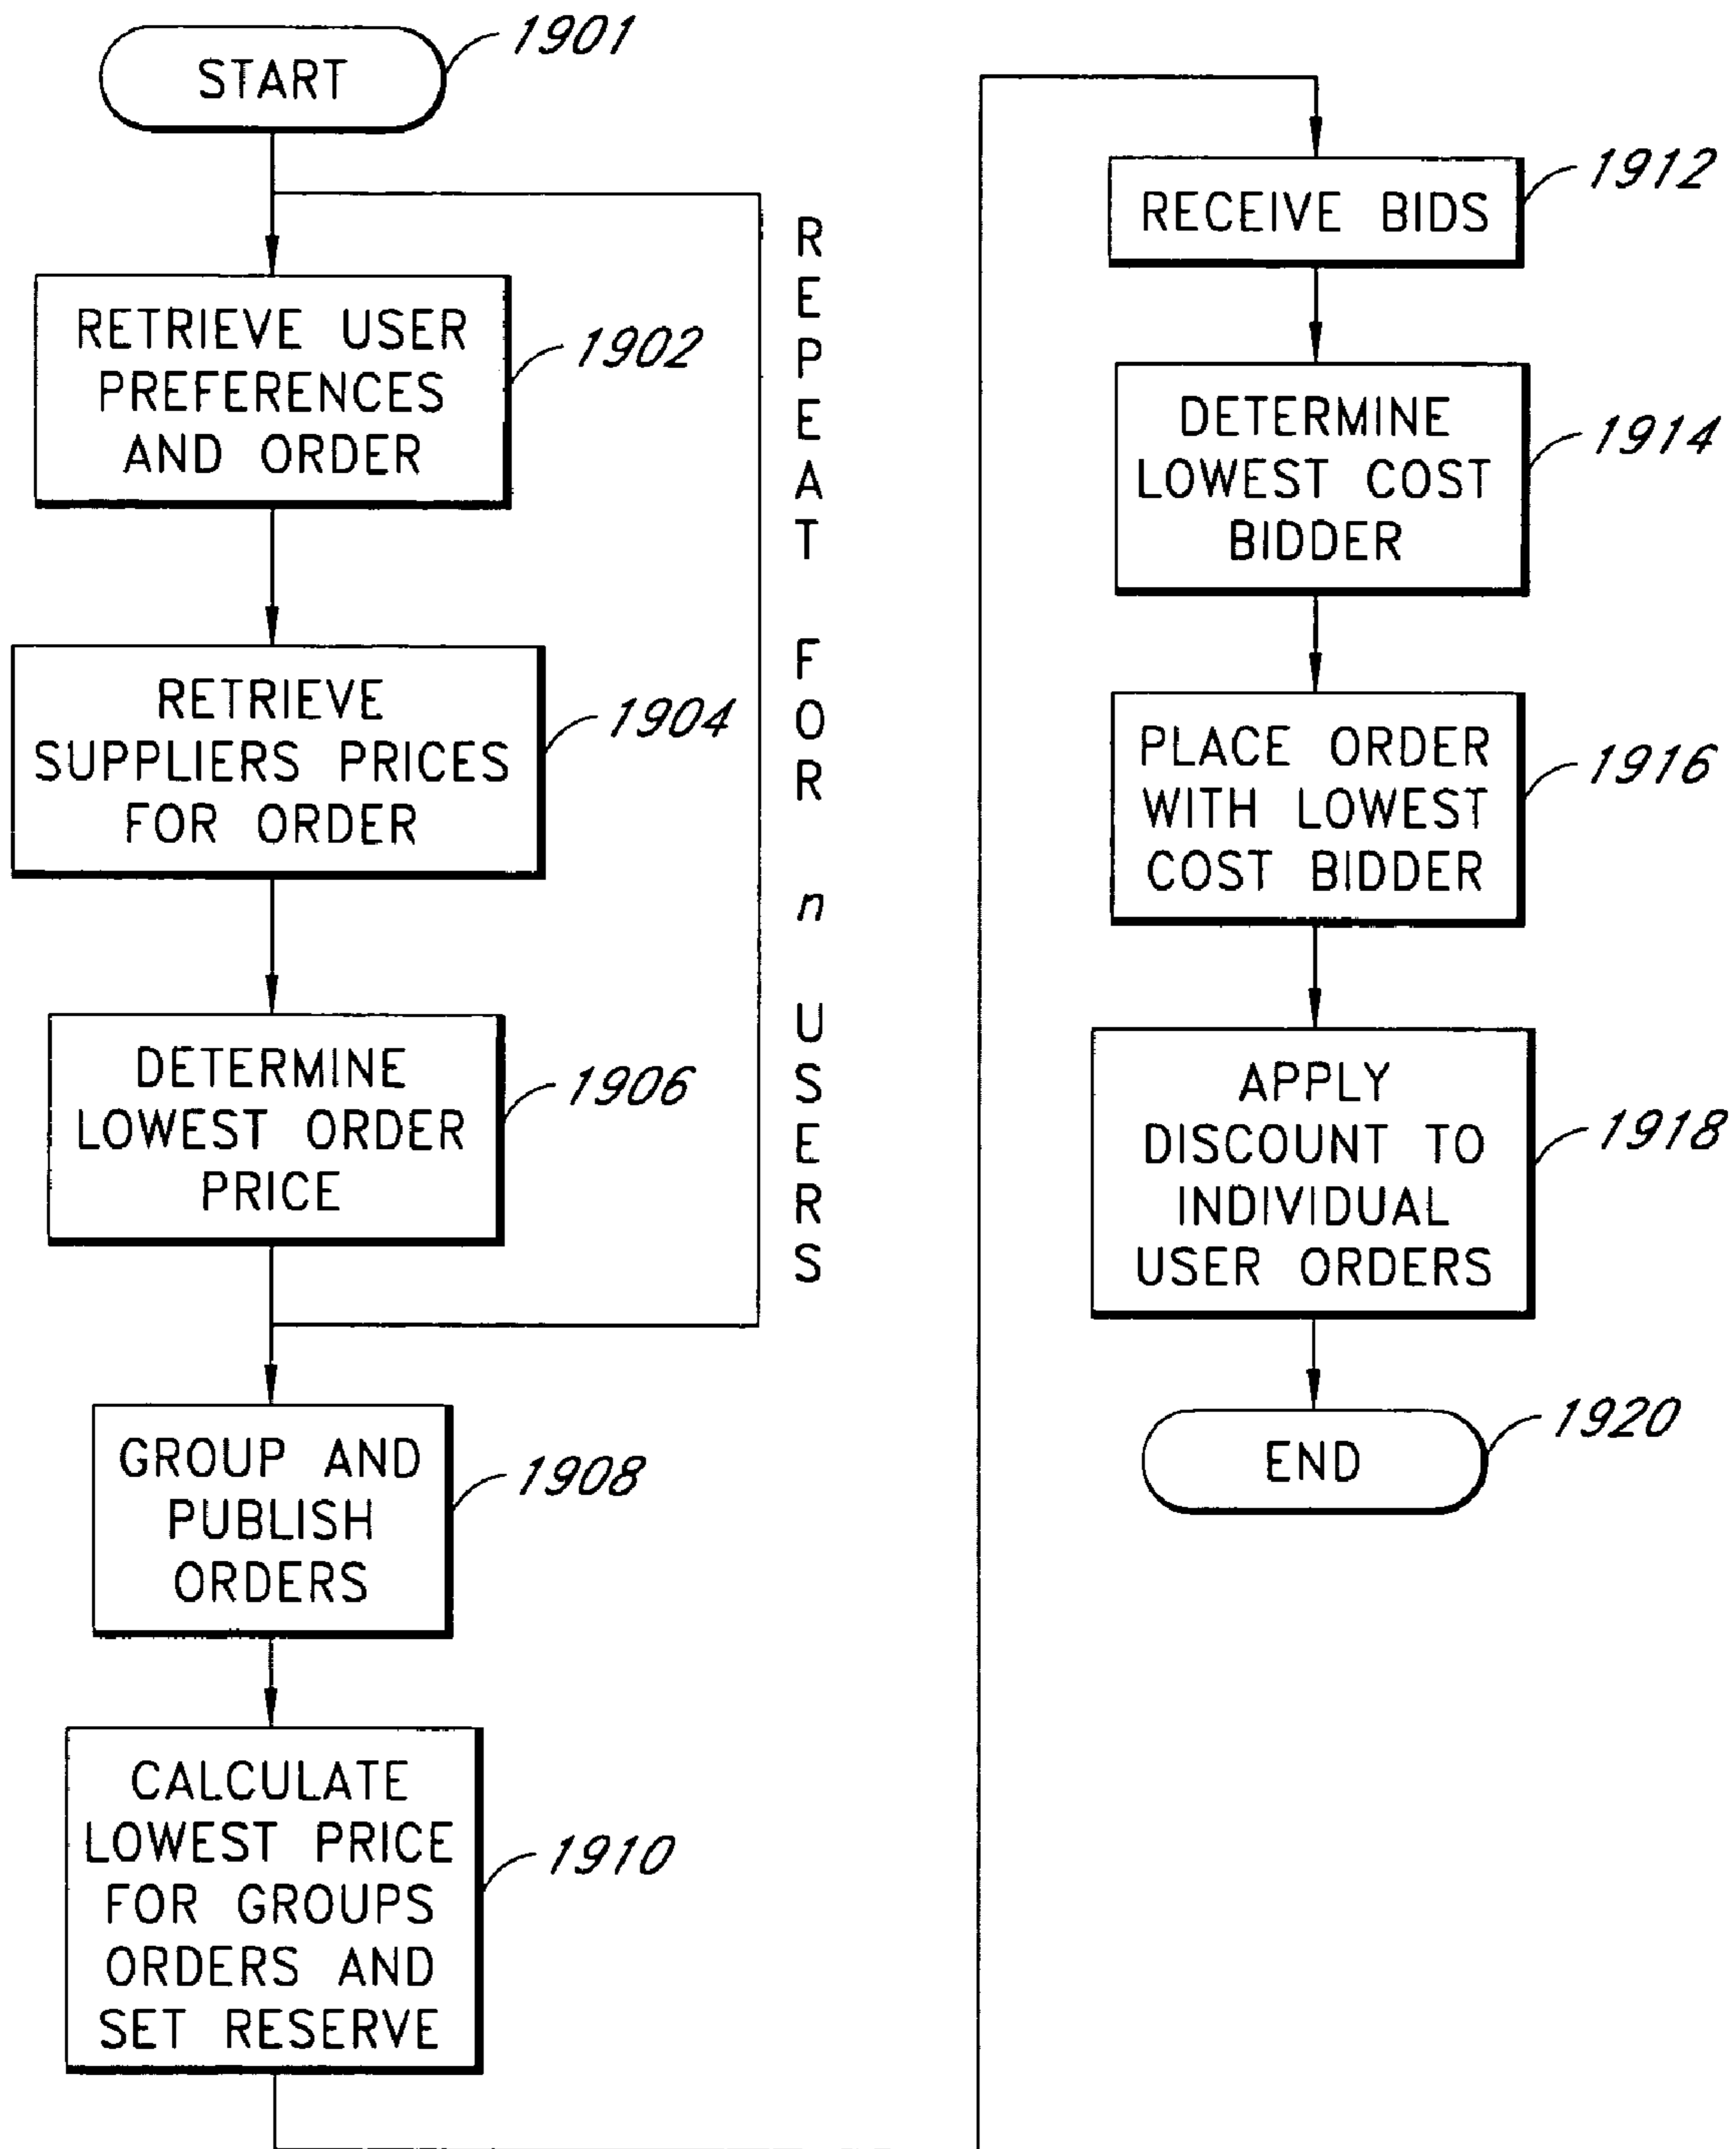 START
1901
RETRIEVE USER
PREFERENCES
AND ORDER
1902
RETRIEVE
SUPPLIERS PRICES
FOR ORDER
1904
DETERMINE
LOWEST ORDER
PRICE
1906
REPEAT FOR n USERS
GROUP AND
PUBLISH
ORDERS
1908
CALCULATE
LOWEST PRICE
FOR GROUPS
ORDERS AND
SET RESERVE
1910
RECEIVE BIDS
1912
DETERMINE
LOWEST COST
BIDDER
1914
PLACE ORDER
WITH LOWEST
COST BIDDER
1916
APPLY
DISCOUNT TO
INDIVIDUAL
USER ORDERS
1918
END
1920